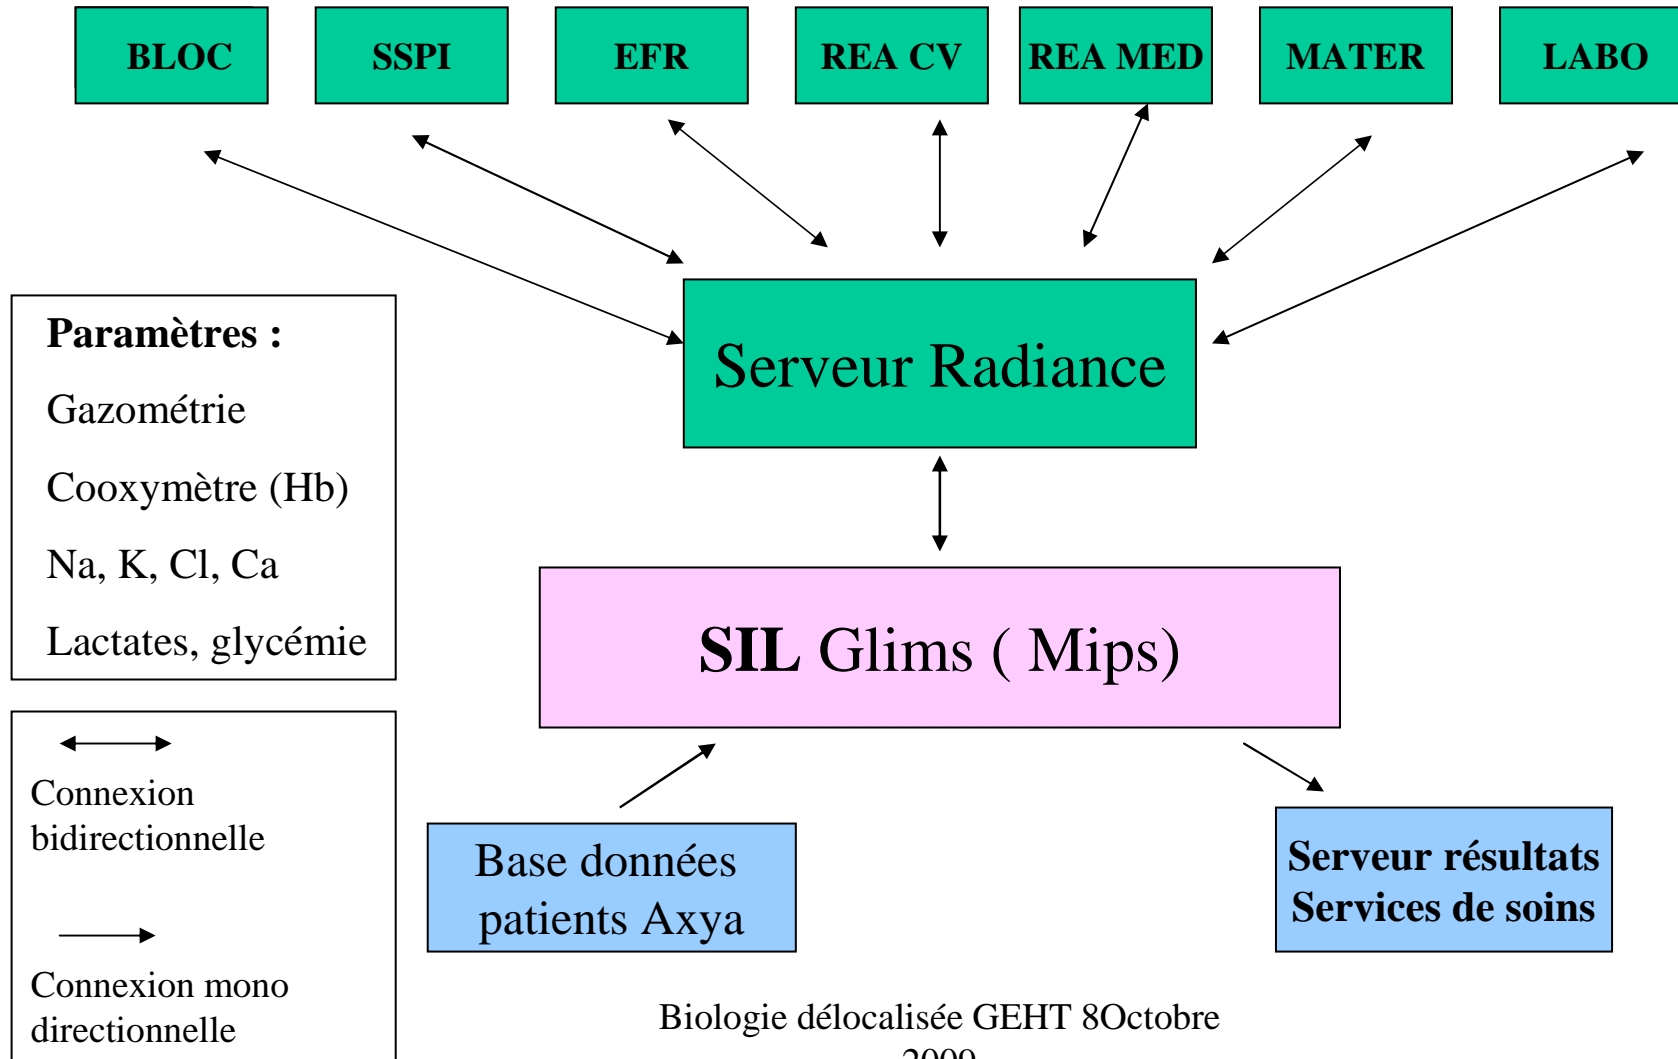 BLOC
SSPI
EFR
REA CV
REA MED
MATER
LABO
Serveur Radiance
Paramètres :
Gazométrie
Cooxymètre (Hb)
Na, K, Cl, Ca
Lactates, glycémie
SIL Glims ( Mips)
Connexion
bidirectionnelle
Connexion mono
directionnelle
Base données
patients Axya
Serveur résultats
Services de soins
Biologie délocalisée GEHT 8Octobre
2009